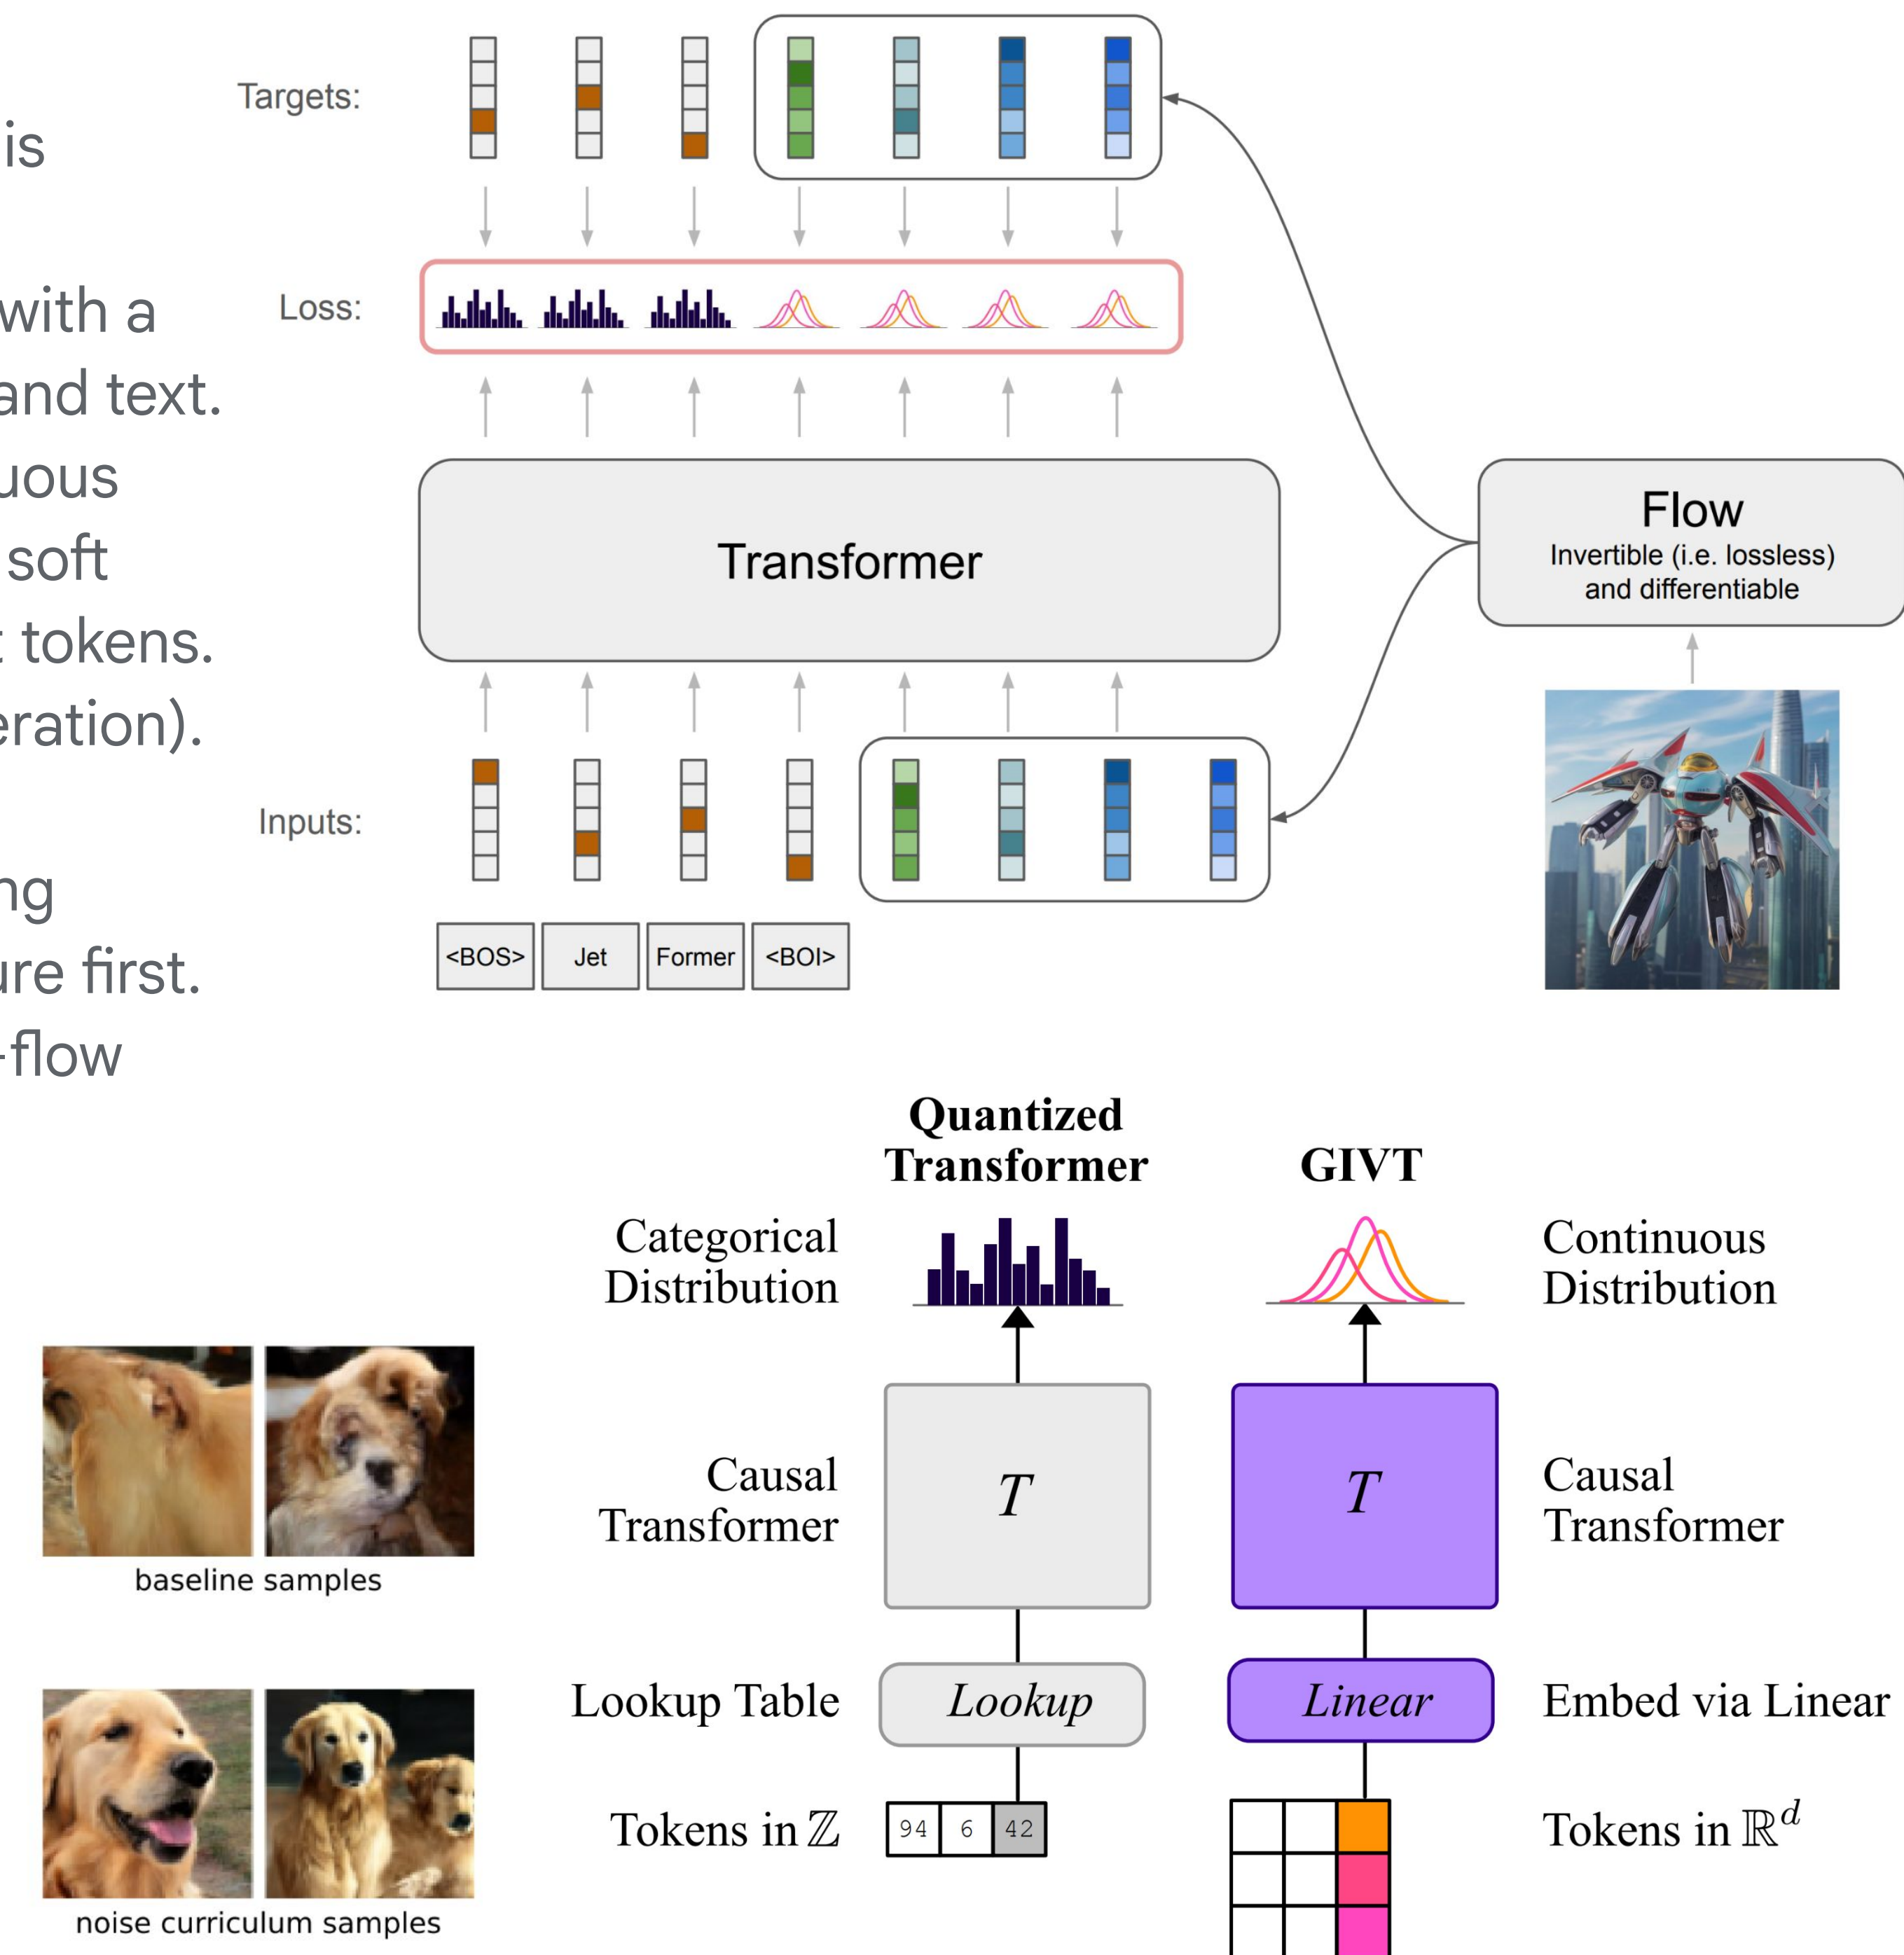 is
with a
and text.
uous
soft
t tokens.
eration).
ng
ure first.
-flow
Targets:
Loss:
Transformer
Flow
Invertible (i.e. lossless)
and differentiable
Inputs:
<BOS> Jet Former <BOI>
Quantized
Transformer
GIVT
Categorical
Distribution
Continuous
Distribution
Causal
Transformer
T
T
Causal
Transformer
Lookup Table
Lookup
Linear
Embed via Linear
Tokens in ℤ
94 6 42
Tokens in ℝᵈ
baseline samples
noise curriculum samples